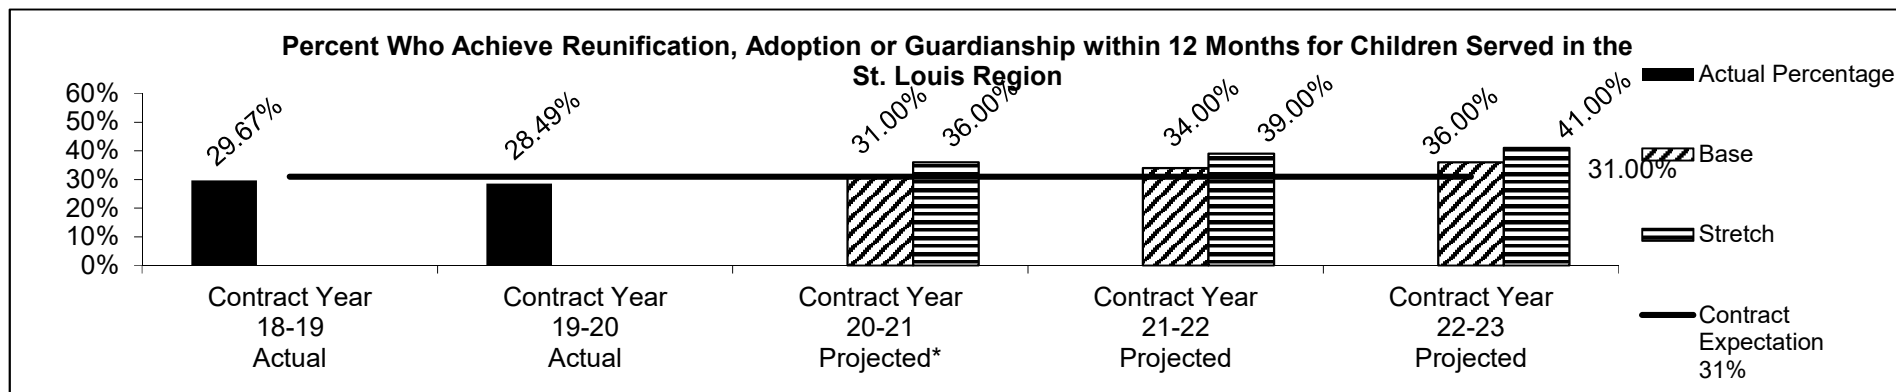 Percent Who Achieve Reunification, Adoption or Guardianship within 12 Months for Children Served in the
St. Louis Region
60%
50%
40%
30%
20%
10%
0%
29.67%
28.49%
31.00%
36.00%
34.00%
39.00%
36.00%
41.00%
31.00%
Contract Year
18-19
Actual
Contract Year
19-20
Actual
Contract Year
20-21
Projected*
Contract Year
21-22
Projected
Contract Year
22-23
Projected
Actual Percentage
Base
Stretch
Contract
Expectation
31%